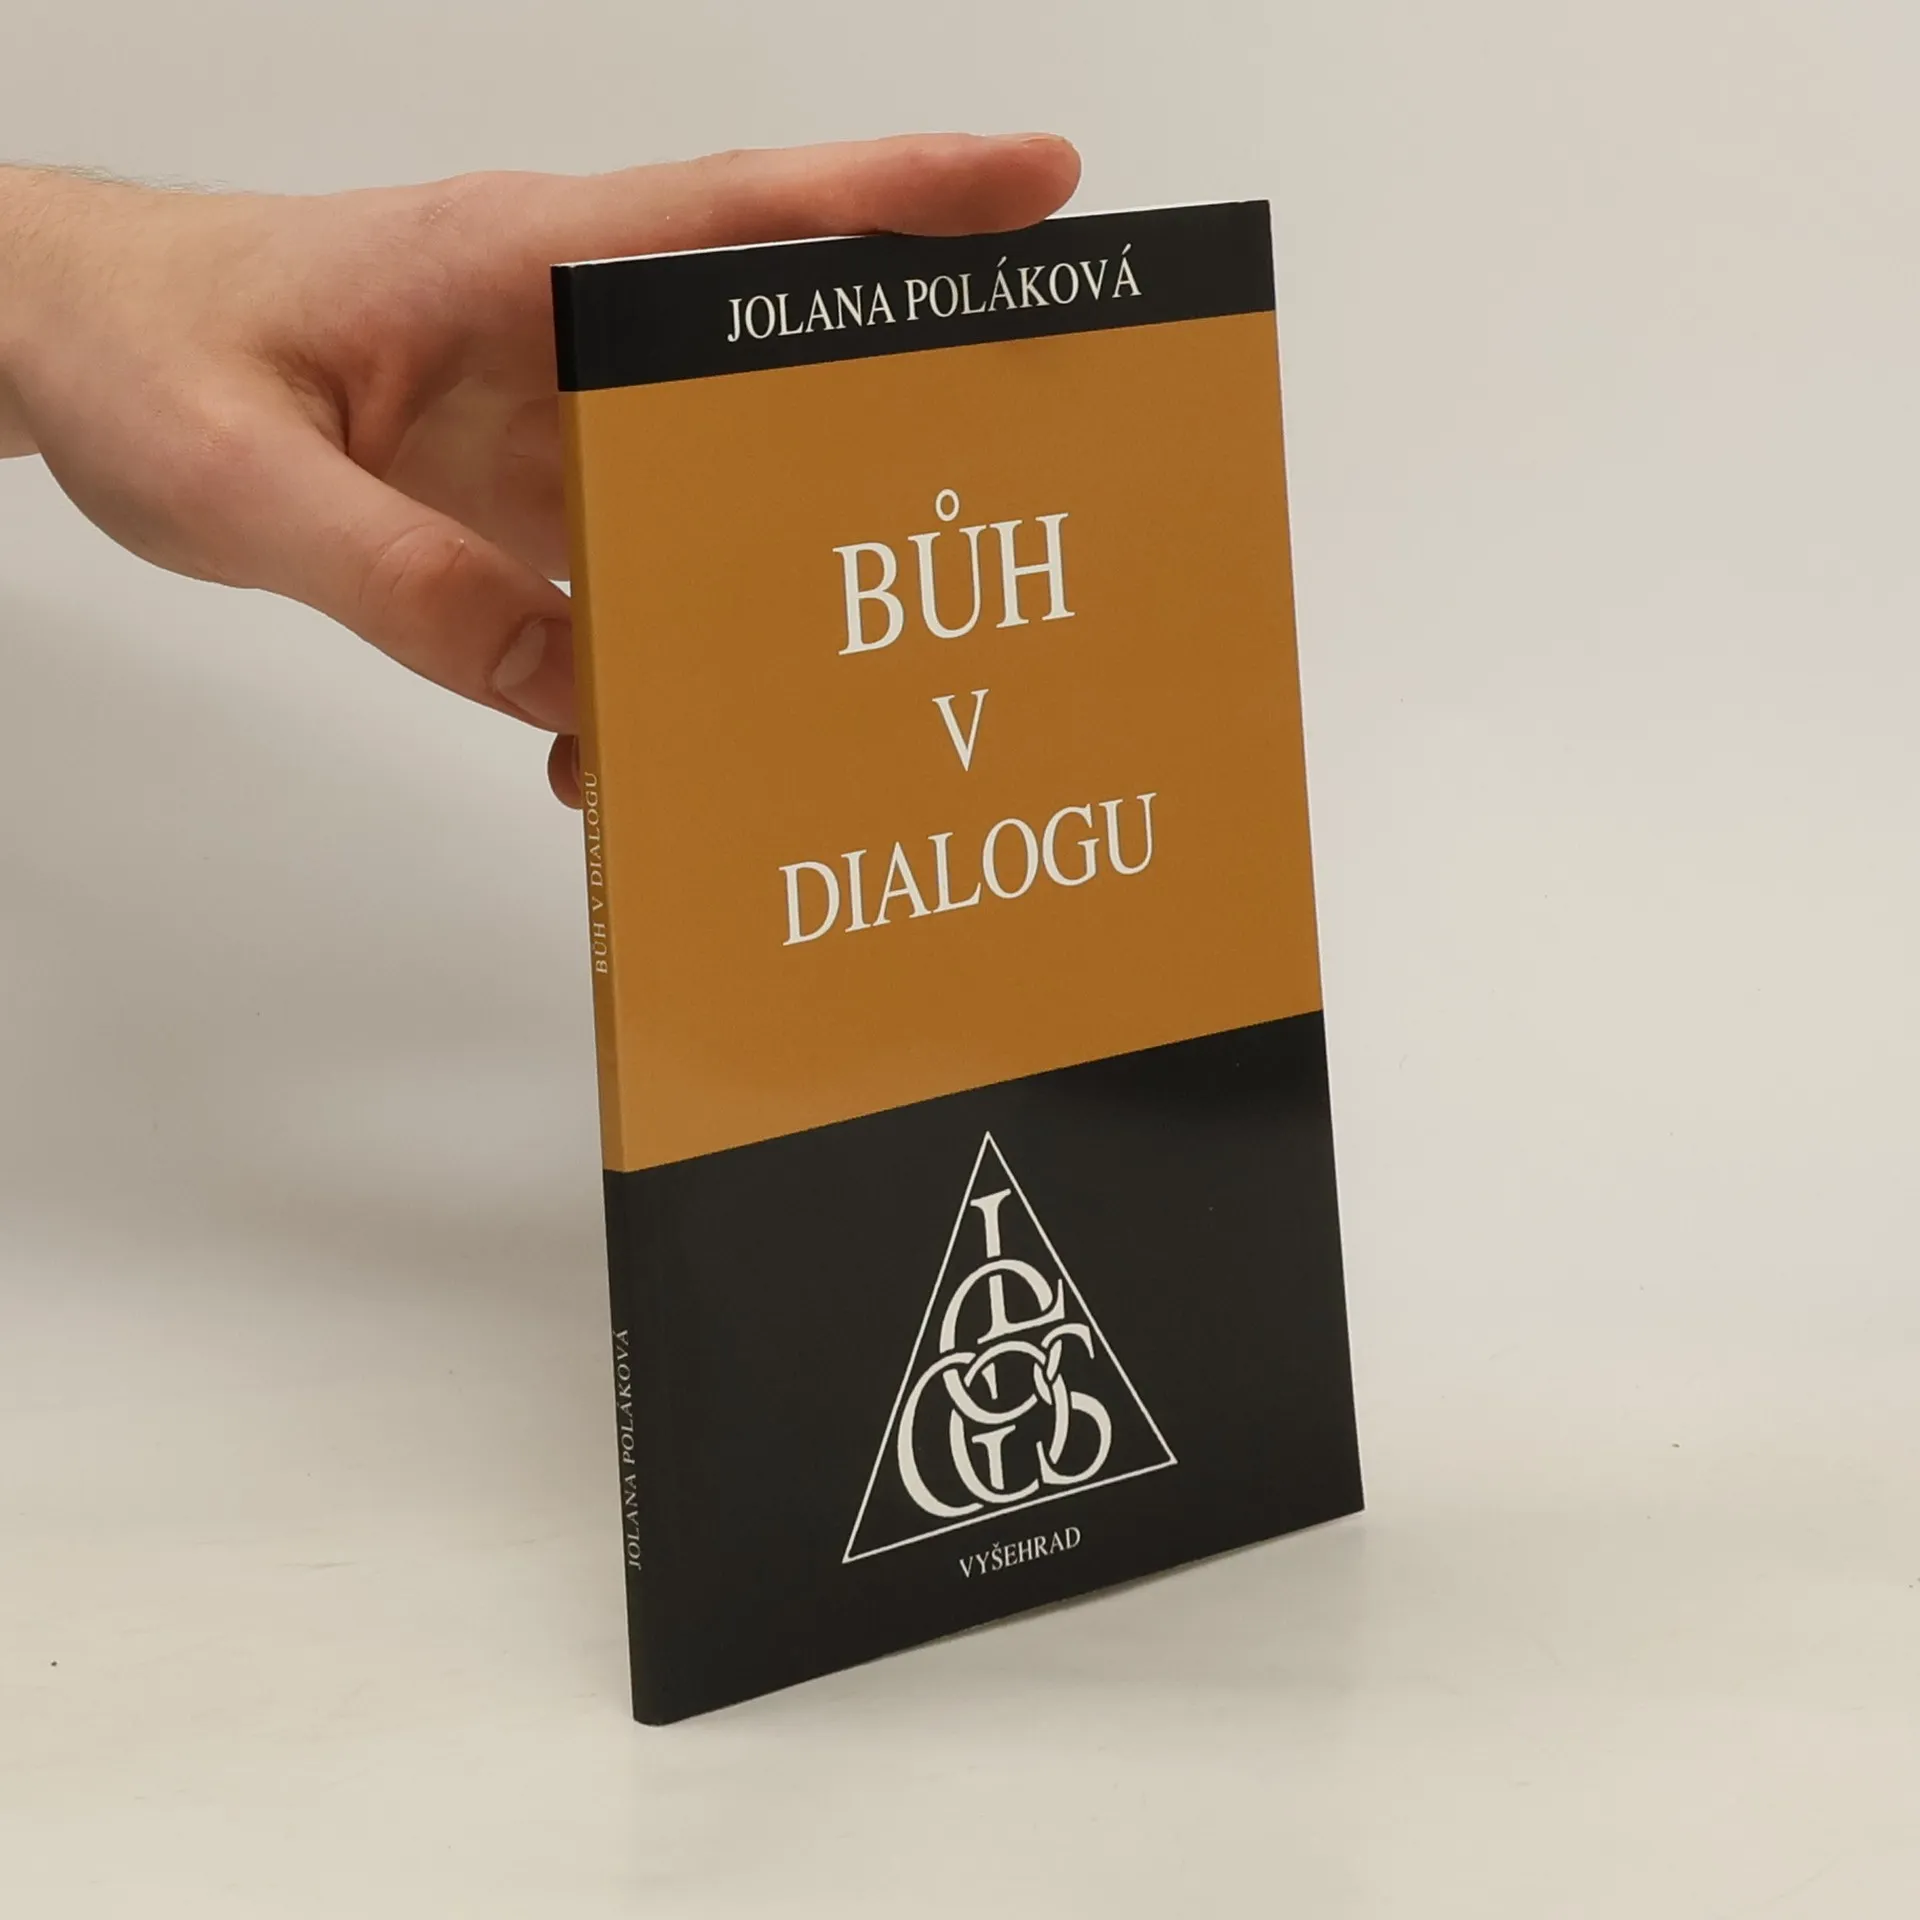 JOLANA POLÁKOVÁ
BŮH
V
DIALOGU
LOGOS
VYŠEHRAD
BŮH V DIALOGU
JOLANA POLÁKOVÁ